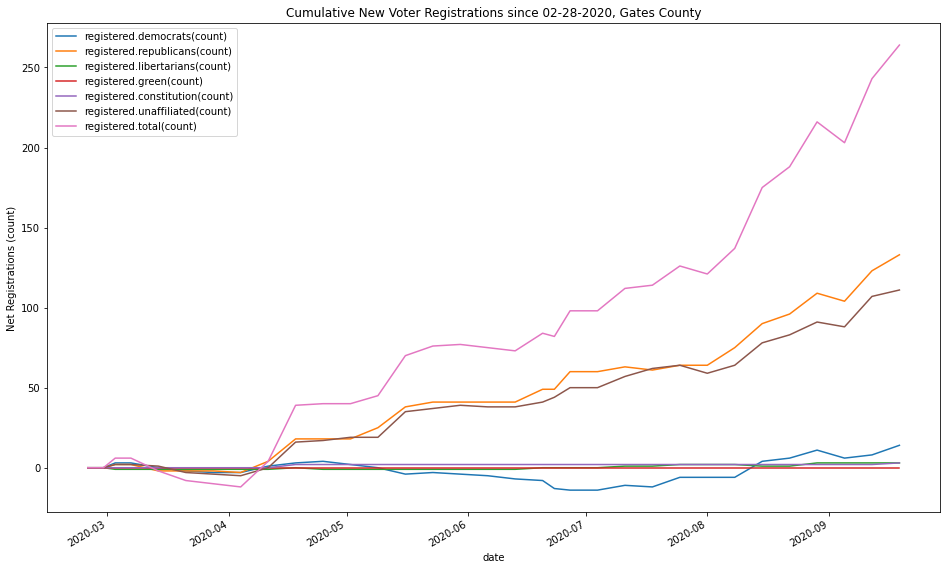 Cumulative New Voter Registrations since 02-28-2020, Gates County
registered.democrats(count)
registered.republicans(count)
registered.libertarians(count)
registered.green(count)
registered.constitution(count)
registered.unaffiliated(count)
registered.total(count)
Net Registrations (count)
250
200
150
100
50
0
2020-03
2020-04
2020-05
2020-06
2020-07
2020-08
2020-09
date